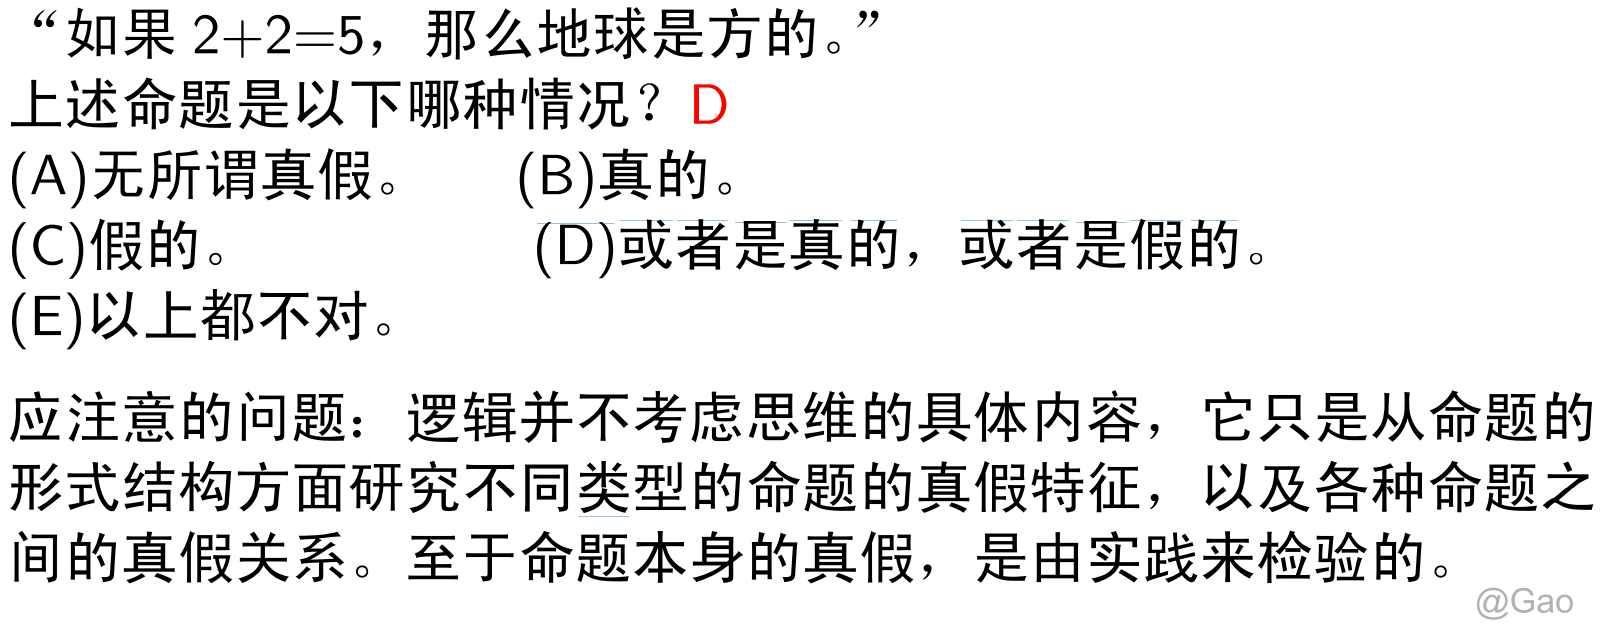 “如果 2+2=5，那么地球是方的。”
上述命题是以下哪种情况？D
(A)无所谓真假。 (B)真的。
(C)假的。 (D)或者是真的，或者是假的。
(E)以上都不对。
应注意的问题：逻辑并不考虑思维的具体内容，它只是从命题的
形式结构方面研究不同类型的命题的真假特征，以及各种命题之
间的真假关系。至于命题本身的真假，是由实践来检验的。
@Gao